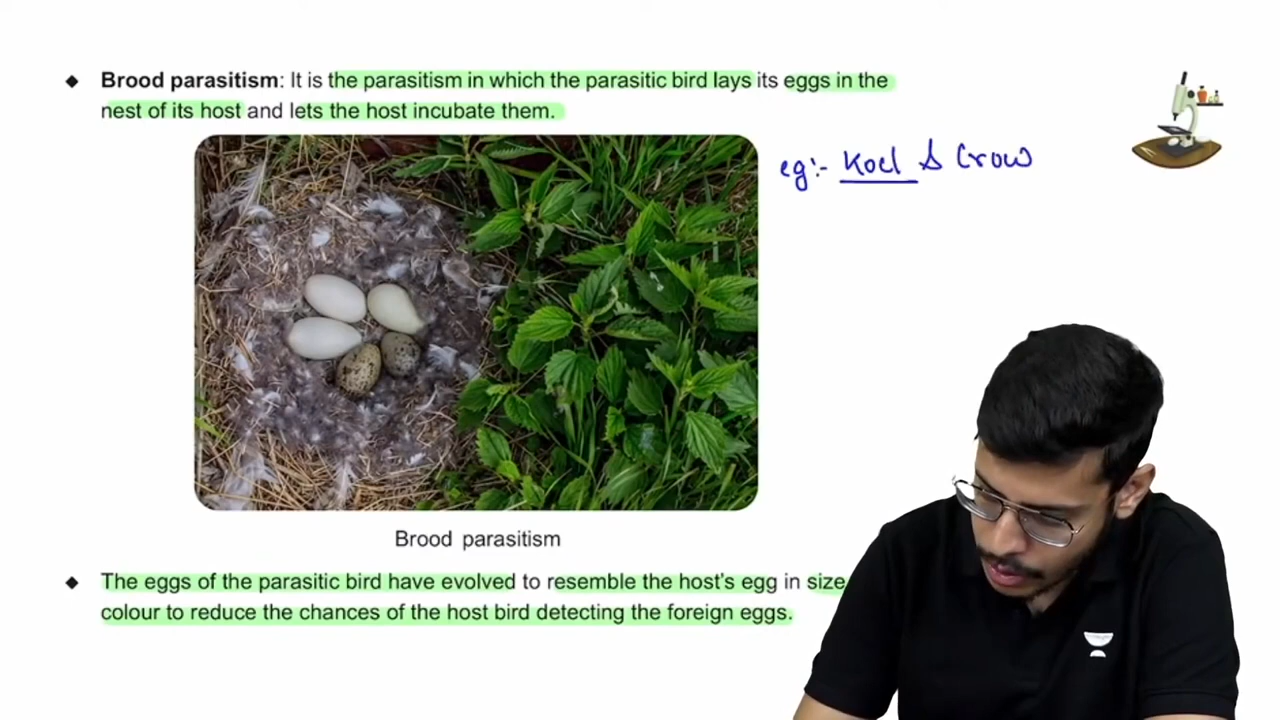 ◆ Brood parasitism: It is the parasitism in which the parasitic bird lays its eggs in the
nest of its host and lets the host incubate them.
eg:- Koel & Crow
Brood parasitism
◆ The eggs of the parasitic bird have evolved to resemble the host's egg in size
colour to reduce the chances of the host bird detecting the foreign eggs.